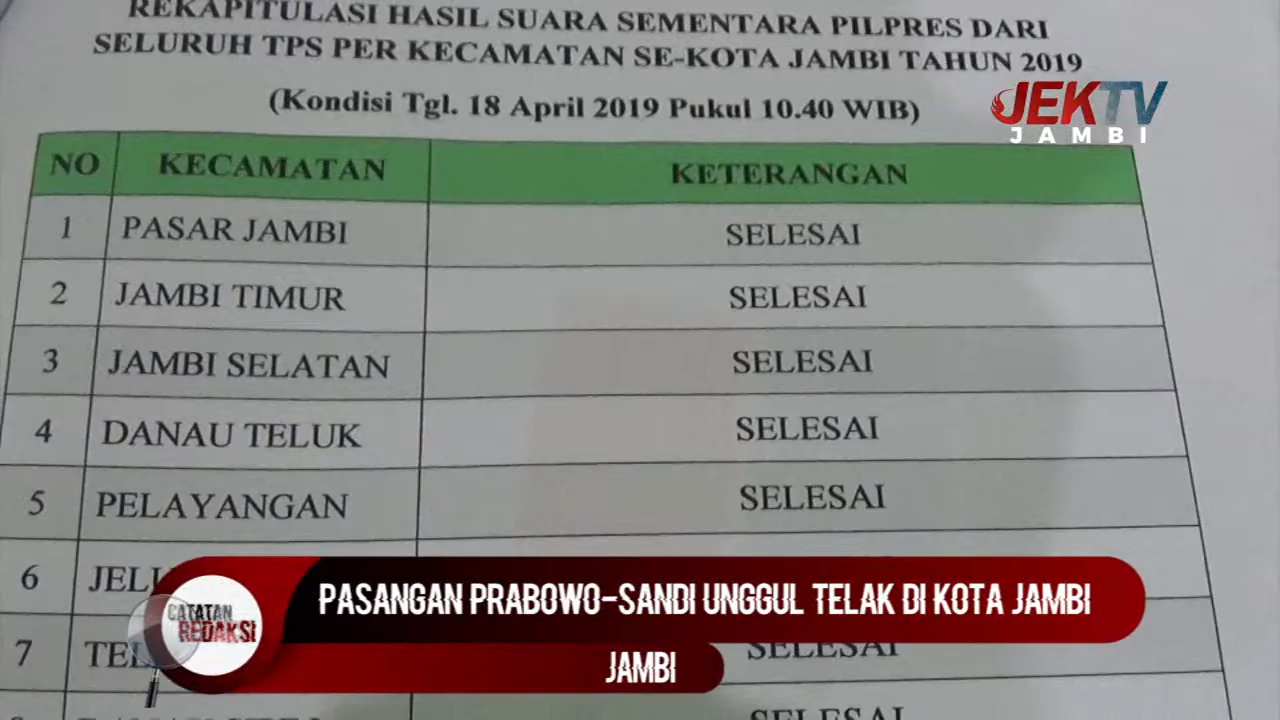 REKAPITULASI HASIL SUARA SEMENTARA PILPRES DARI
SELURUH TPS PER KECAMATAN SE-KOTA JAMBI TAHUN 2019
(Kondisi Tgl. 18 April 2019 Pukul 10.40 WIB)
JEKTV
JAMBI
NO KECAMATAN KETERANGAN
1 PASAR JAMBI SELESAI
2 JAMBI TIMUR SELESAI
3 JAMBI SELATAN SELESAI
4 DANAU TELUK SELESAI
5 PELAYANGAN SELESAI
6
7 SELESAI
SELESAI
CATATAN
REDAKSI
PASANGAN PRABOWO-SANDI UNGGUL TELAK DI KOTA JAMBI
JAMBI